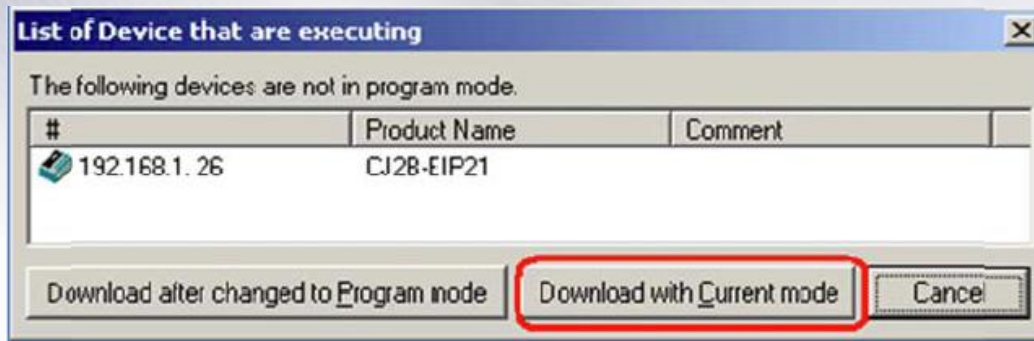 List of Device that are executing
The following devices are not in program mode.
# Product Name Comment
192.168.1.26 CJ2B-EIP21
Download after changed to Program mode Download with Current mode Cancel